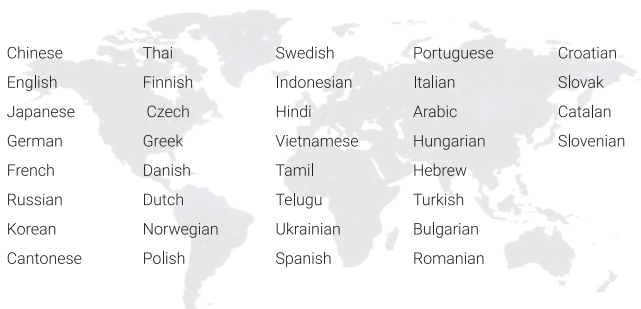 Chinese
English
Japanese
German
French
Russian
Korean
Cantonese
Thai
Finnish
Czech
Greek
Danish
Dutch
Norwegian
Polish
Swedish
Indonesian
Hindi
Vietnamese
Tamil
Telugu
Ukrainian
Spanish
Portuguese
Italian
Arabic
Hungarian
Hebrew
Turkish
Bulgarian
Romanian
Croatian
Slovak
Catalan
Slovenian